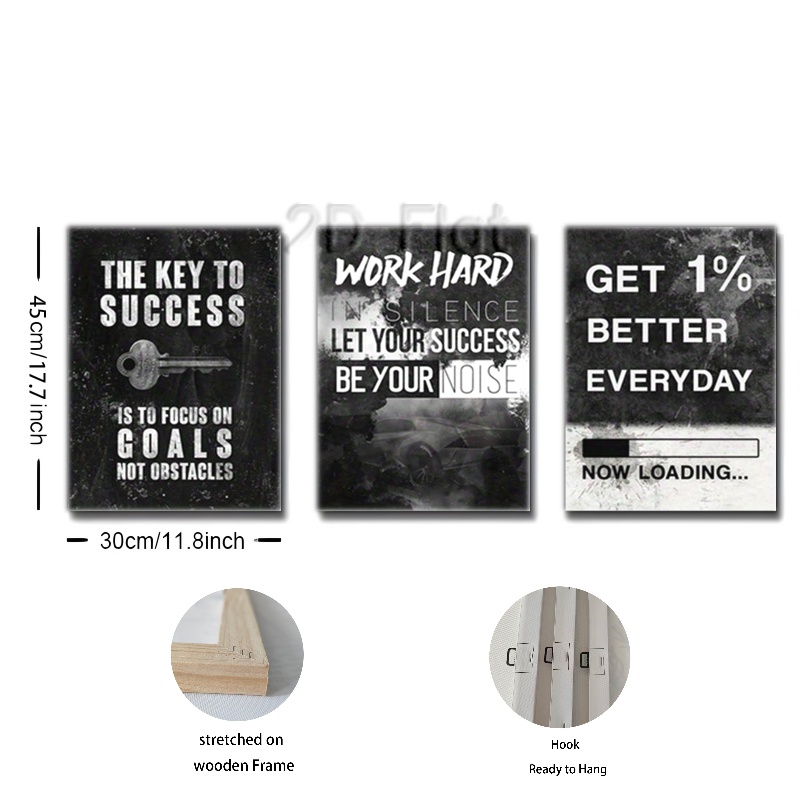 2D Flat
THE KEY TO
SUCCESS
IS TO FOCUS ON
GOALS
NOT OBSTACLES
WORK HARD
IN SILENCE
LET YOUR SUCCESS
BE YOUR NOISE
GET 1%
BETTER
EVERYDAY
NOW LOADING...
45cm/17.7inch
30cm/11.8inch
stretched on
wooden Frame
Hook
Ready to Hang